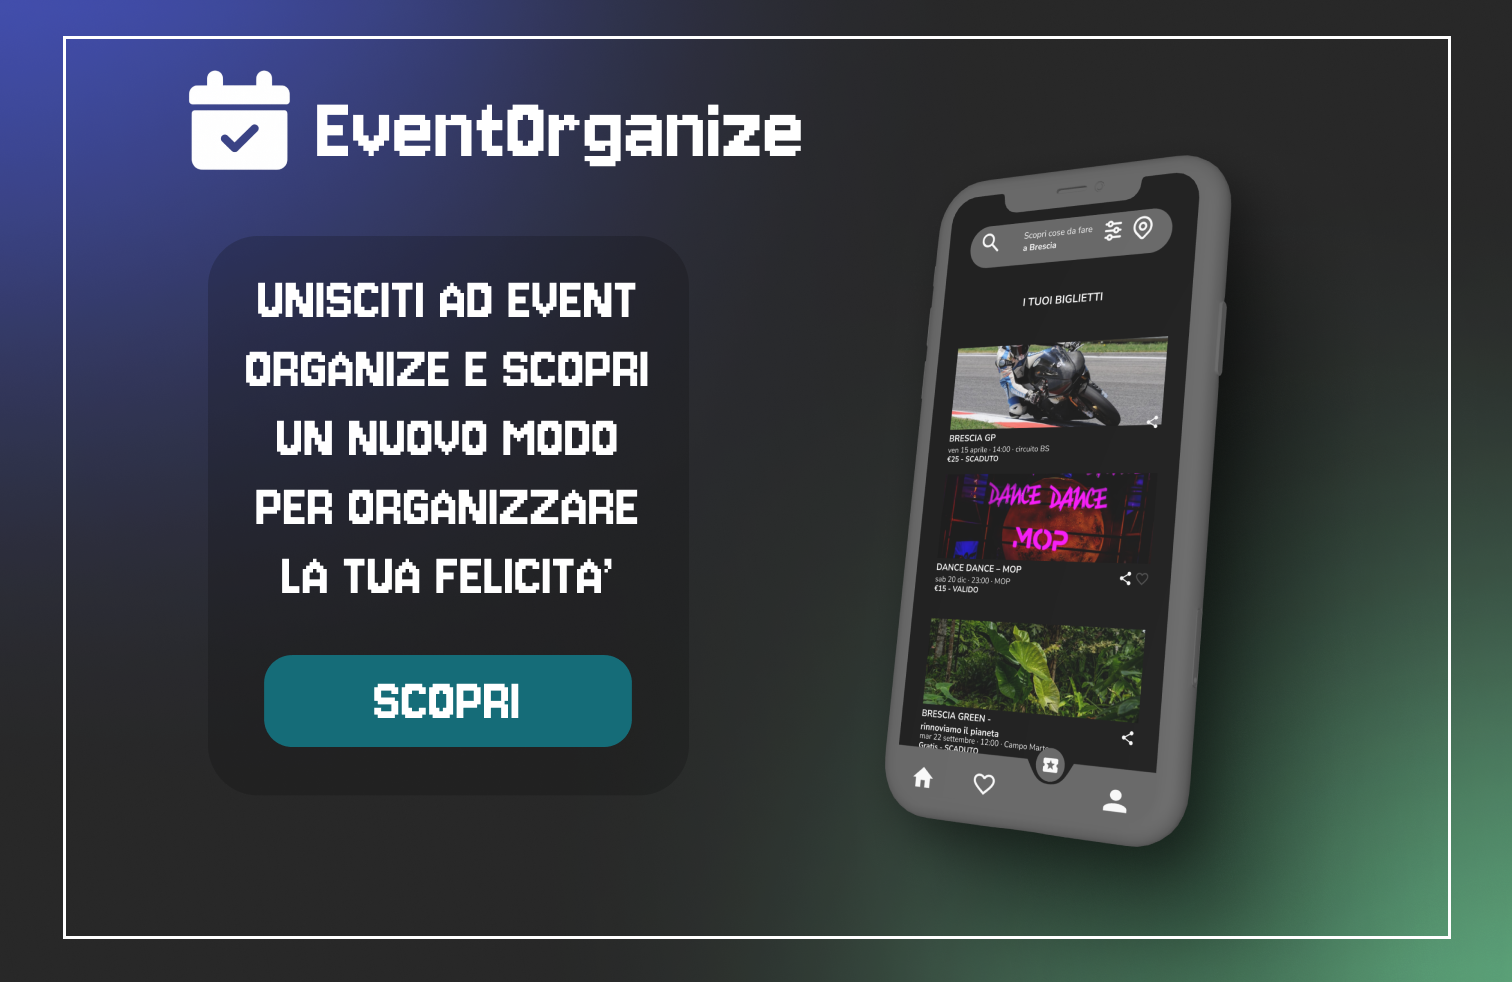 EventOrganize
UNISCITI AD EVENT
ORGANIZE E SCOPRI
UN NUOVO MODO
PER ORGANIZZARE
LA TUA FELICITA'
SCOPRI
Scopri cose da fare
a Brescia
I TUOI BIGLIETTI
BRESCIA GP
ven 15 aprile · 14:00 · circuito BS
€25 - SCADUTO
DANCE DANCE
MOP
DANCE DANCE – MOP
sab 20 dic · 23:00 · MOP
€15 - VALIDO
BRESCIA GREEN -
rinnoviamo il pianeta
mar 22 settembre · 12:00 · Campo Marte
Gratis - SCADUTO